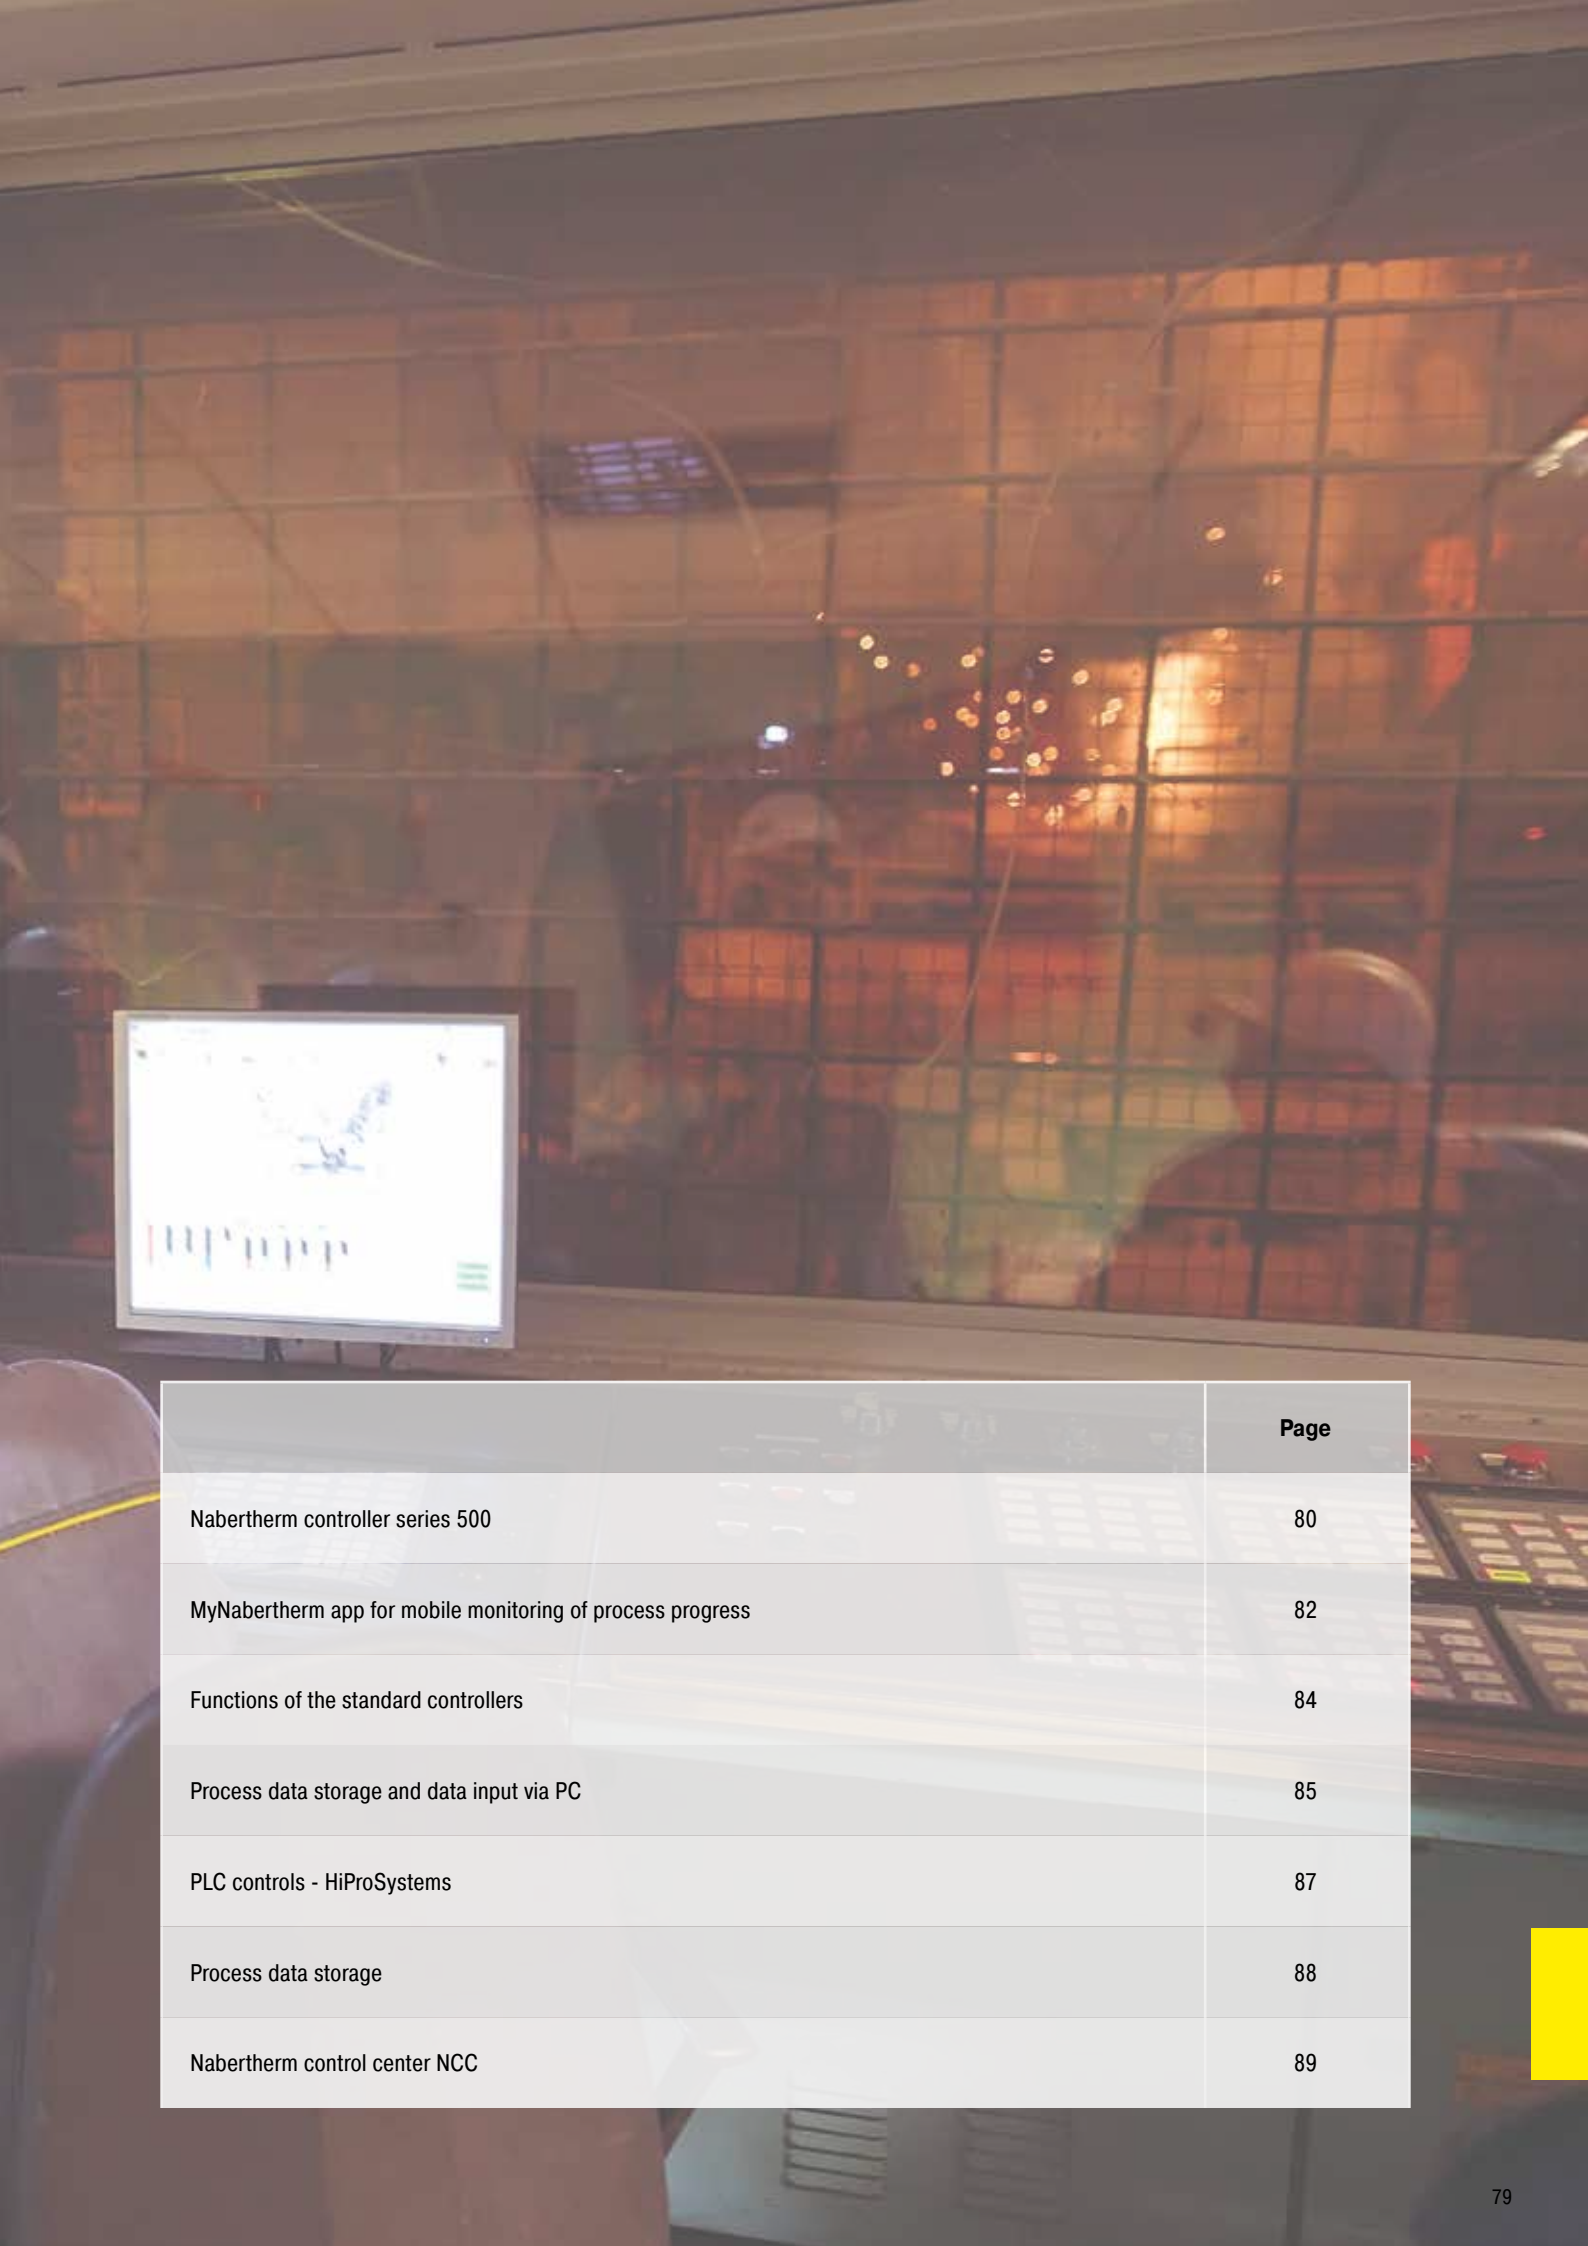 Page
Nabertherm controller series 500 80
MyNabertherm app for mobile monitoring of process progress 82
Functions of the standard controllers 84
Process data storage and data input via PC 85
PLC controls - HiProSystems 87
Process data storage 88
Nabertherm control center NCC 89
79